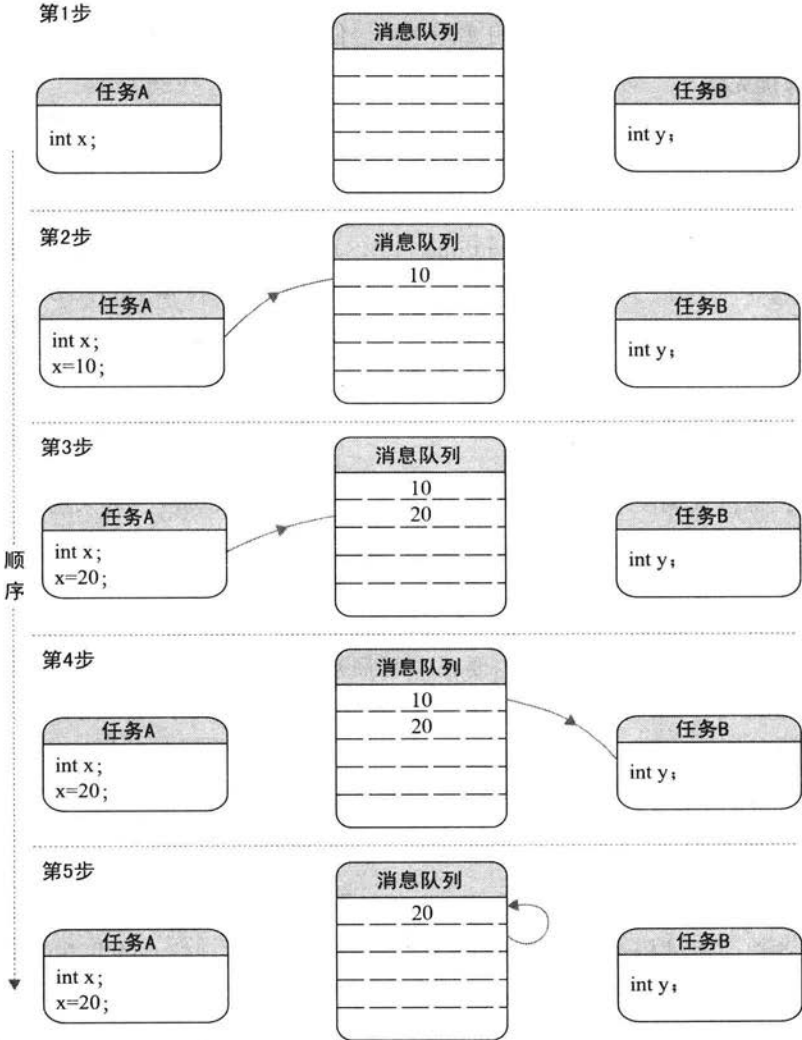 第1步
消息队列
任务A
int x;
任务B
int y;
第2步
消息队列
10
任务A
int x;
x=10;
任务B
int y;
第3步
消息队列
10
20
任务A
int x;
x=20;
任务B
int y;
顺
序
第4步
消息队列
10
20
任务A
int x;
x=20;
任务B
int y;
第5步
消息队列
20
任务A
int x;
x=20;
任务B
int y;